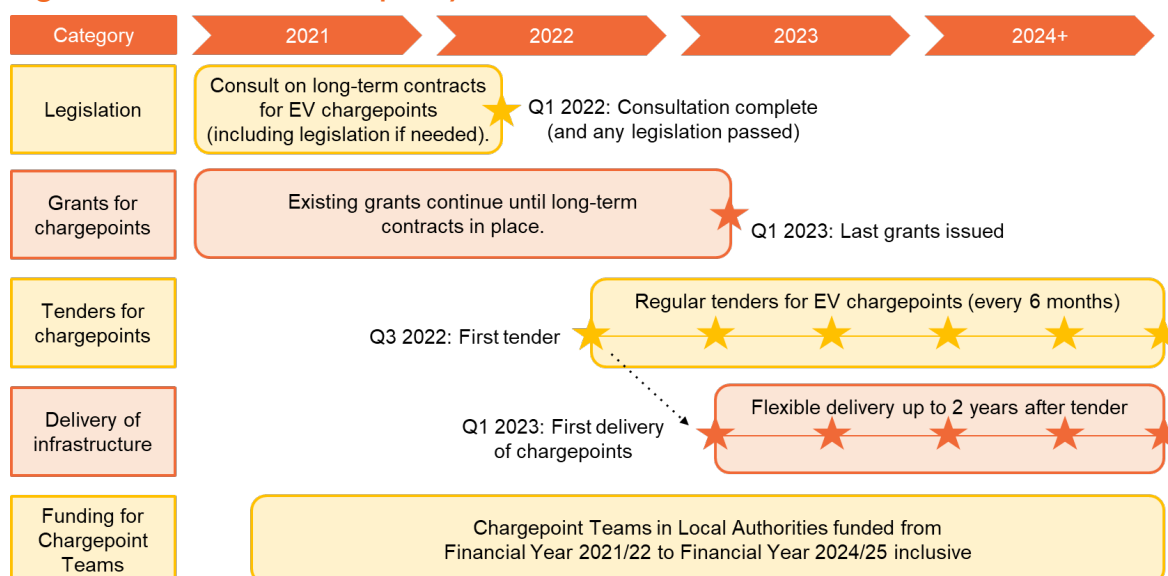 Category
2021
2022
2023
2024+
Legislation
Consult on long-term contracts
for EV chargepoints
(including legislation if needed).
Q1 2022: Consultation complete
(and any legislation passed)
Grants for
chargepoints
Existing grants continue until long-term
contracts in place.
Q1 2023: Last grants issued
Tenders for
chargepoints
Regular tenders for EV chargepoints (every 6 months)
Q3 2022: First tender
Delivery of
infrastructure
Flexible delivery up to 2 years after tender
Q1 2023: First delivery
of chargepoints
Funding for
Chargepoint
Teams
Chargepoint Teams in Local Authorities funded from
Financial Year 2021/22 to Financial Year 2024/25 inclusive